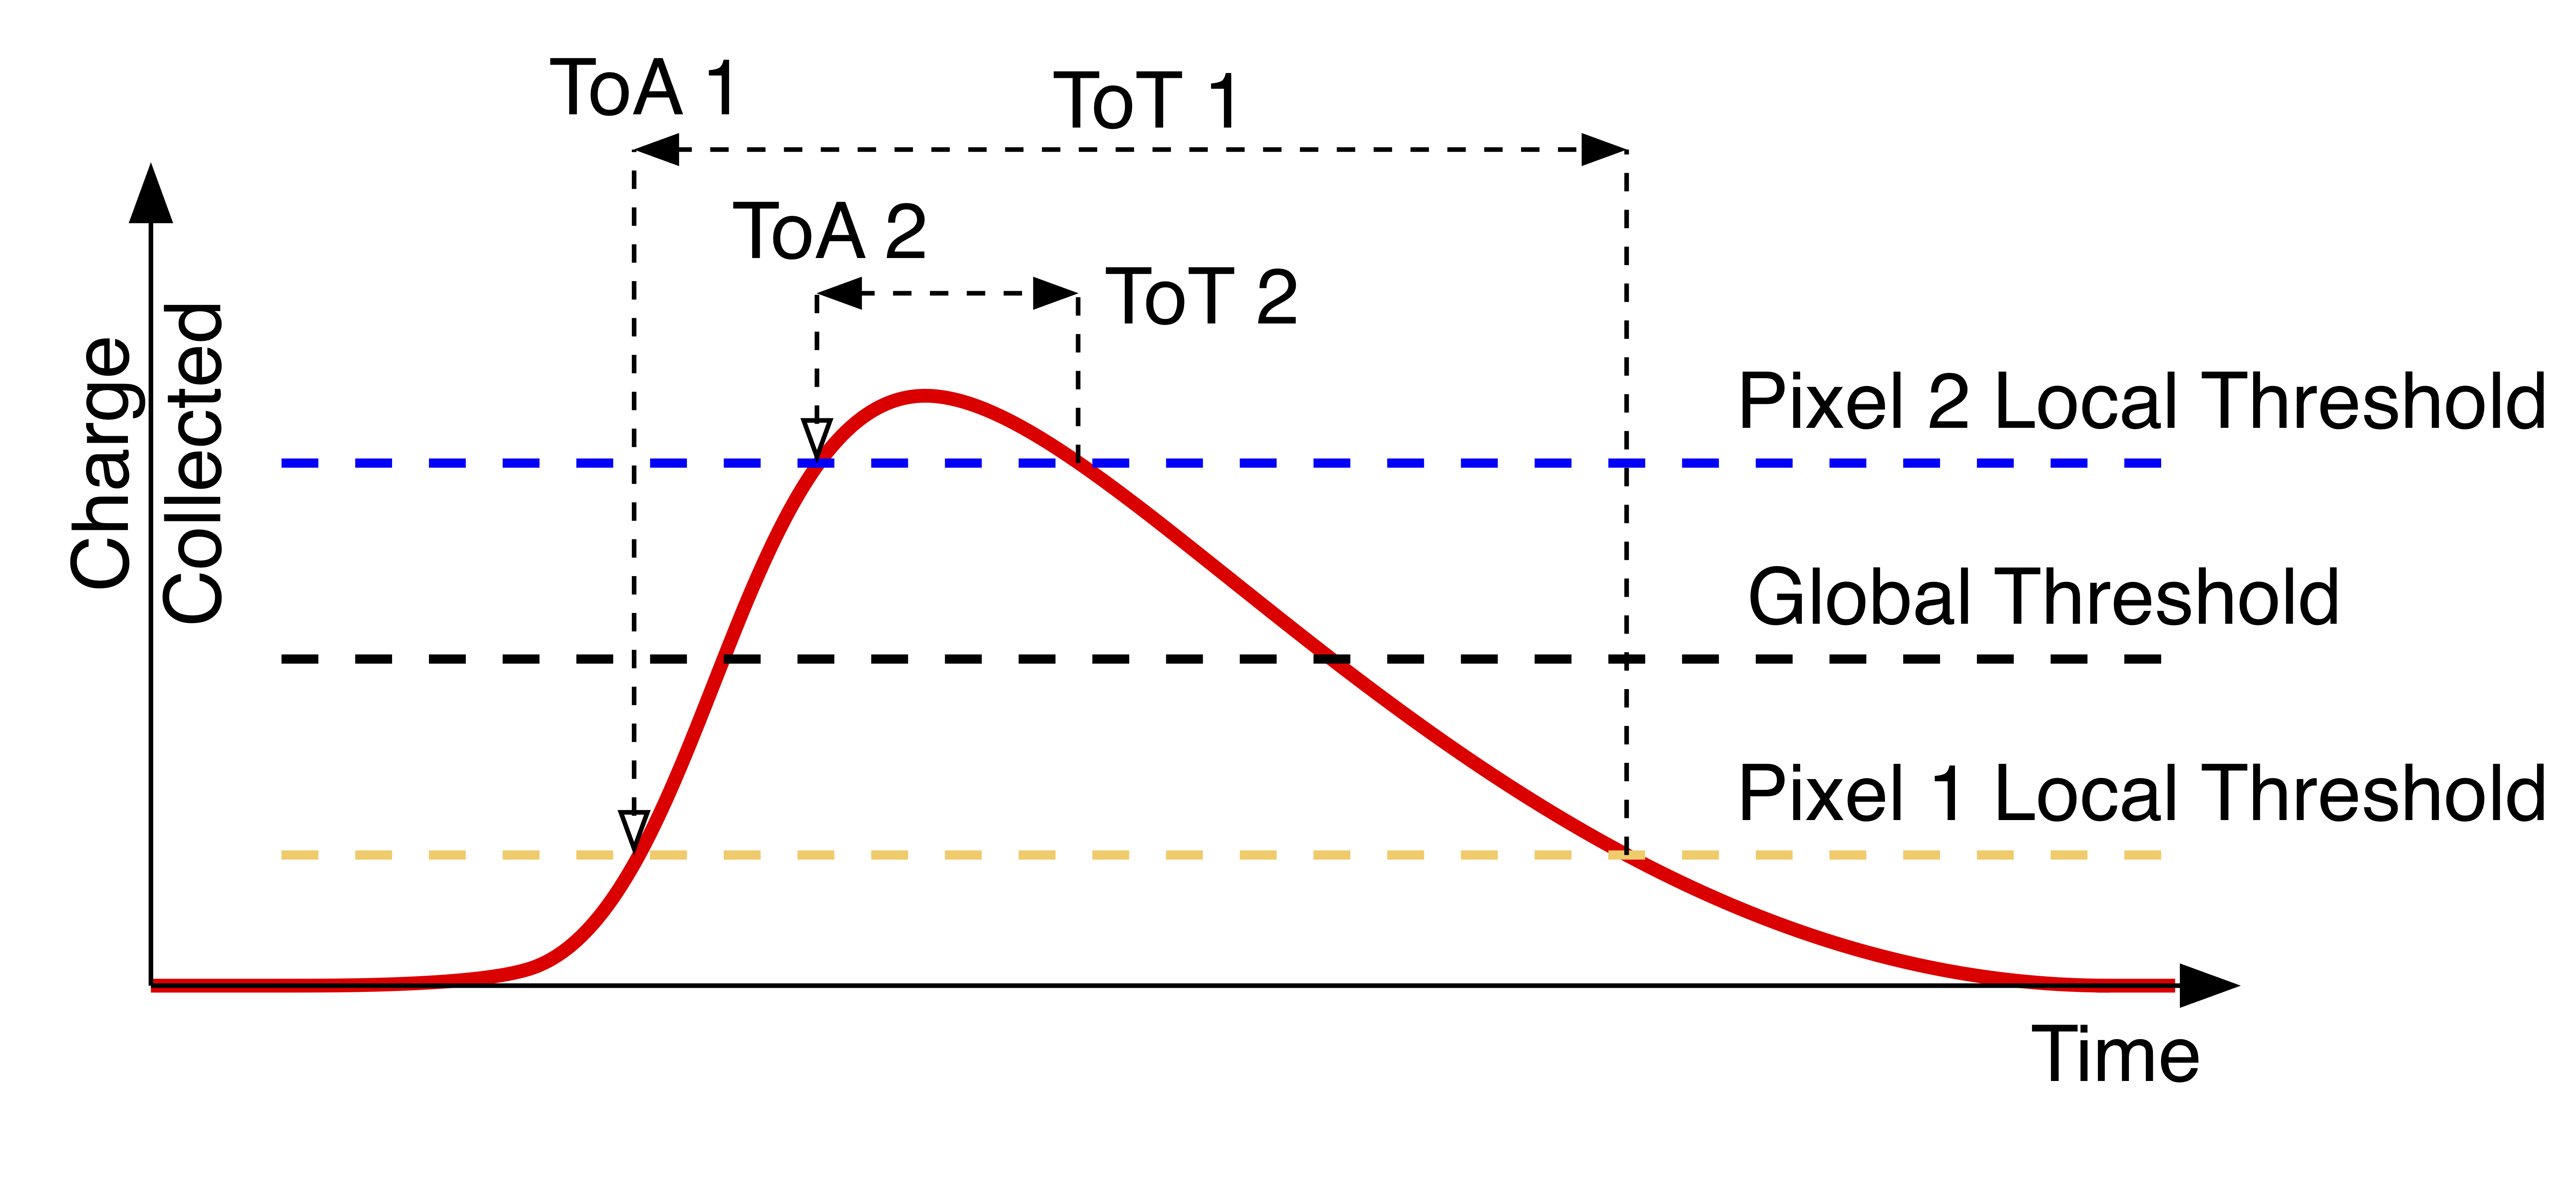 ToA 1
ToT 1
ToA 2
ToT 2
Charge
Collected
Pixel 2 Local Threshold
Global Threshold
Pixel 1 Local Threshold
Time